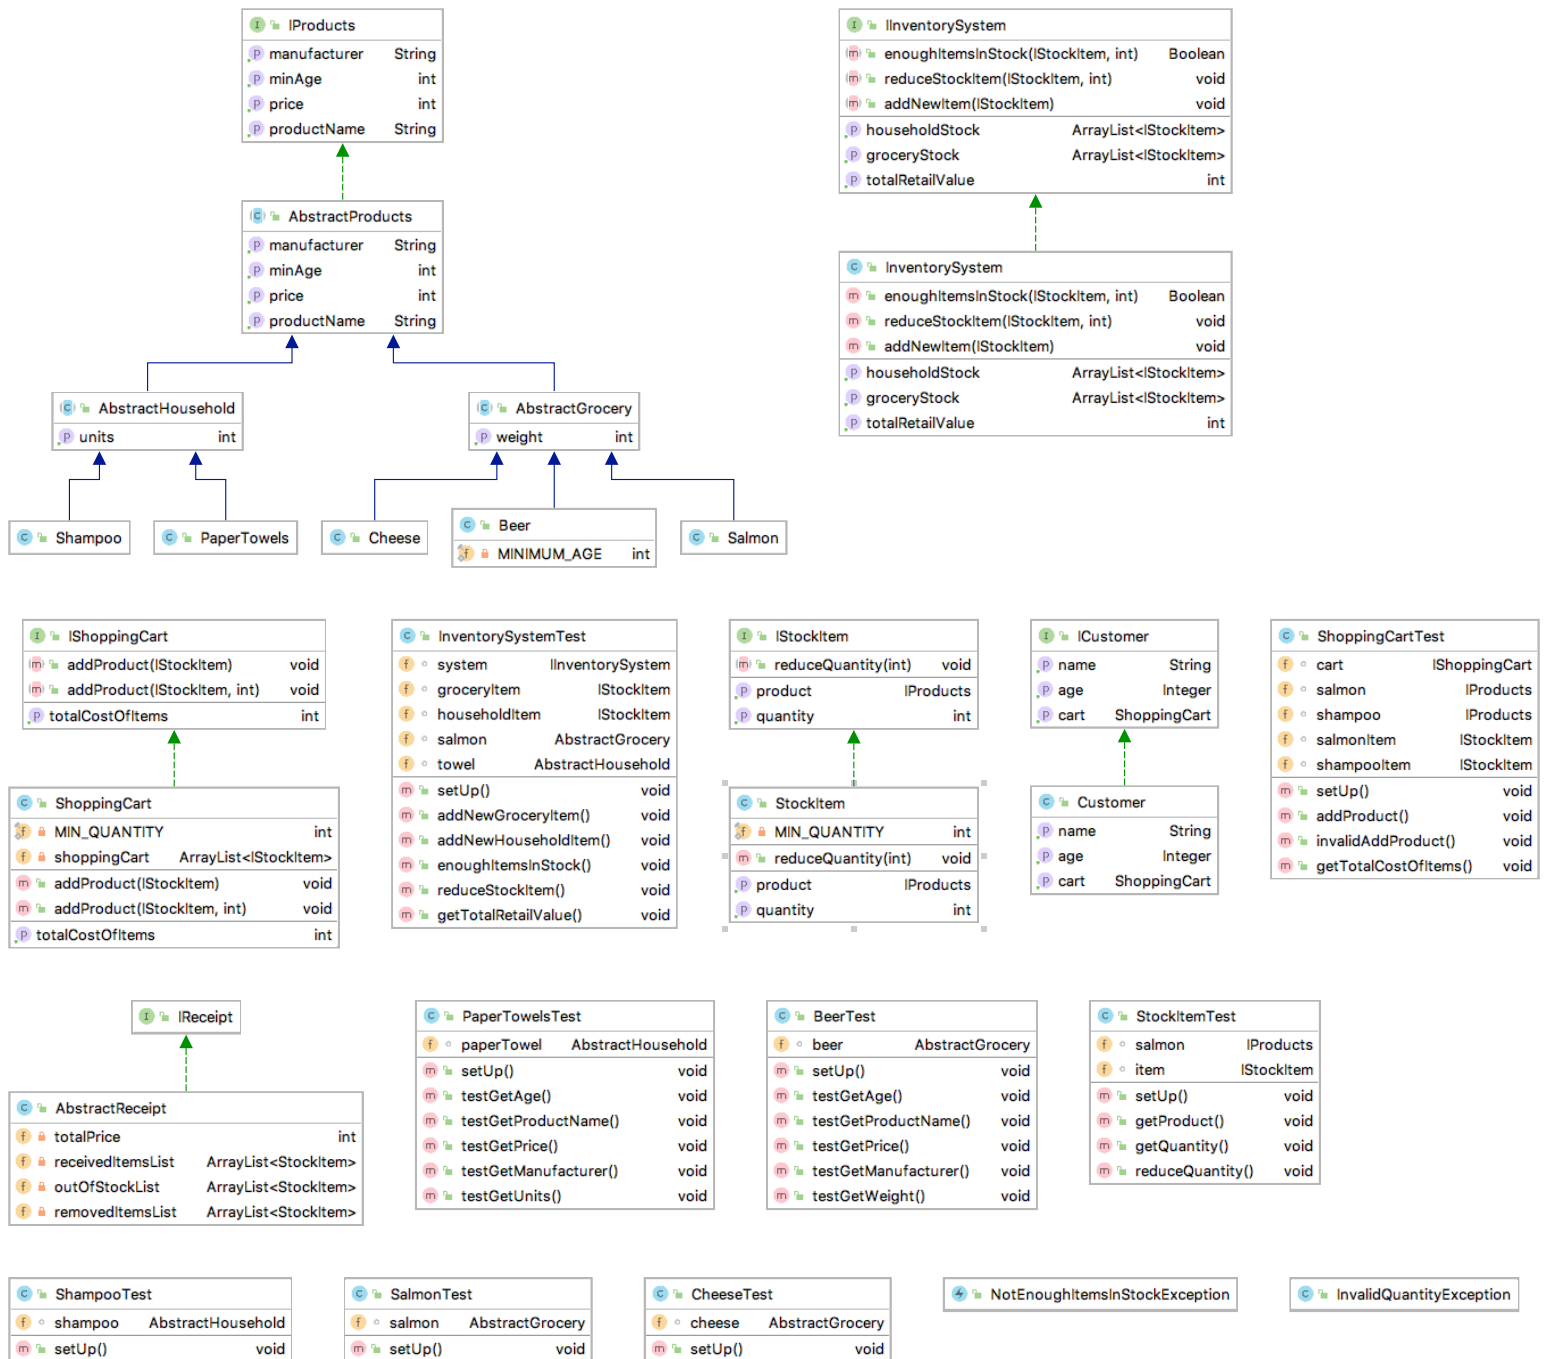 IProducts
manufacturer String
minAge int
price int
productName String
IInventorySystem
enoughItemsInStock(IStockItem, int) Boolean
reduceStockItem(IStockItem, int) void
addNewItem(IStockItem) void
householdStock ArrayList<IStockItem>
groceryStock ArrayList<IStockItem>
totalRetailValue int
AbstractProducts
manufacturer String
minAge int
price int
productName String
InventorySystem
enoughItemsInStock(IStockItem, int) Boolean
reduceStockItem(IStockItem, int) void
addNewItem(IStockItem) void
householdStock ArrayList<IStockItem>
groceryStock ArrayList<IStockItem>
totalRetailValue int
AbstractHousehold
units int
AbstractGrocery
weight int
Shampoo
PaperTowels
Cheese
Beer
MINIMUM_AGE int
Salmon
IShoppingCart
addProduct(IStockItem) void
addProduct(IStockItem, int) void
totalCostOfItems int
ShoppingCart
MIN_QUANTITY int
shoppingCart ArrayList<IStockItem>
addProduct(IStockItem) void
addProduct(IStockItem, int) void
totalCostOfItems int
InventorySystemTest
system IInventorySystem
groceryItem IStockItem
householdItem IStockItem
salmon AbstractGrocery
towel AbstractHousehold
setUp() void
addNewGroceryItem() void
addNewHouseholdItem() void
enoughItemsInStock() void
reduceStockItem() void
getTotalRetailValue() void
IStockItem
reduceQuantity(int) void
product IProducts
quantity int
StockItem
MIN_QUANTITY int
reduceQuantity(int) void
product IProducts
quantity int
ICustomer
name String
age Integer
cart ShoppingCart
Customer
name String
age Integer
cart ShoppingCart
ShoppingCartTest
cart IShoppingCart
salmon IProducts
shampoo IProducts
salmonItem IStockItem
shampooItem IStockItem
setUp() void
addProduct() void
invalidAddProduct() void
getTotalCostOfItems() void
IReceipt
AbstractReceipt
totalPrice int
receivedItemsList ArrayList<StockItem>
outOfStockList ArrayList<StockItem>
removedItemsList ArrayList<StockItem>
PaperTowelsTest
paperTowel AbstractHousehold
setUp() void
testGetAge() void
testGetProductName() void
testGetPrice() void
testGetManufacturer() void
testGetUnits() void
BeerTest
beer AbstractGrocery
setUp() void
testGetAge() void
testGetProductName() void
testGetPrice() void
testGetManufacturer() void
testGetWeight() void
StockItemTest
salmon IProducts
item IStockItem
setUp() void
getProduct() void
getQuantity() void
reduceQuantity() void
ShampooTest
shampoo AbstractHousehold
setUp() void
SalmonTest
salmon AbstractGrocery
setUp() void
CheeseTest
cheese AbstractGrocery
setUp() void
NotEnoughItemsInStockException
InvalidQuantityException